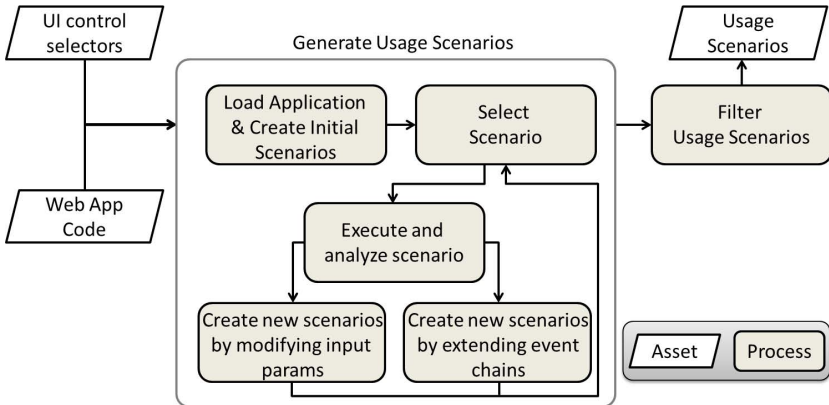 UI control
selectors
Generate Usage Scenarios
Usage
Scenarios
Load Application
& Create Initial
Scenarios
Select
Scenario
Filter
Usage Scenarios
Web App
Code
Execute and
analyze scenario
Create new scenarios
by modifying input
params
Create new scenarios
by extending event
chains
Asset
Process